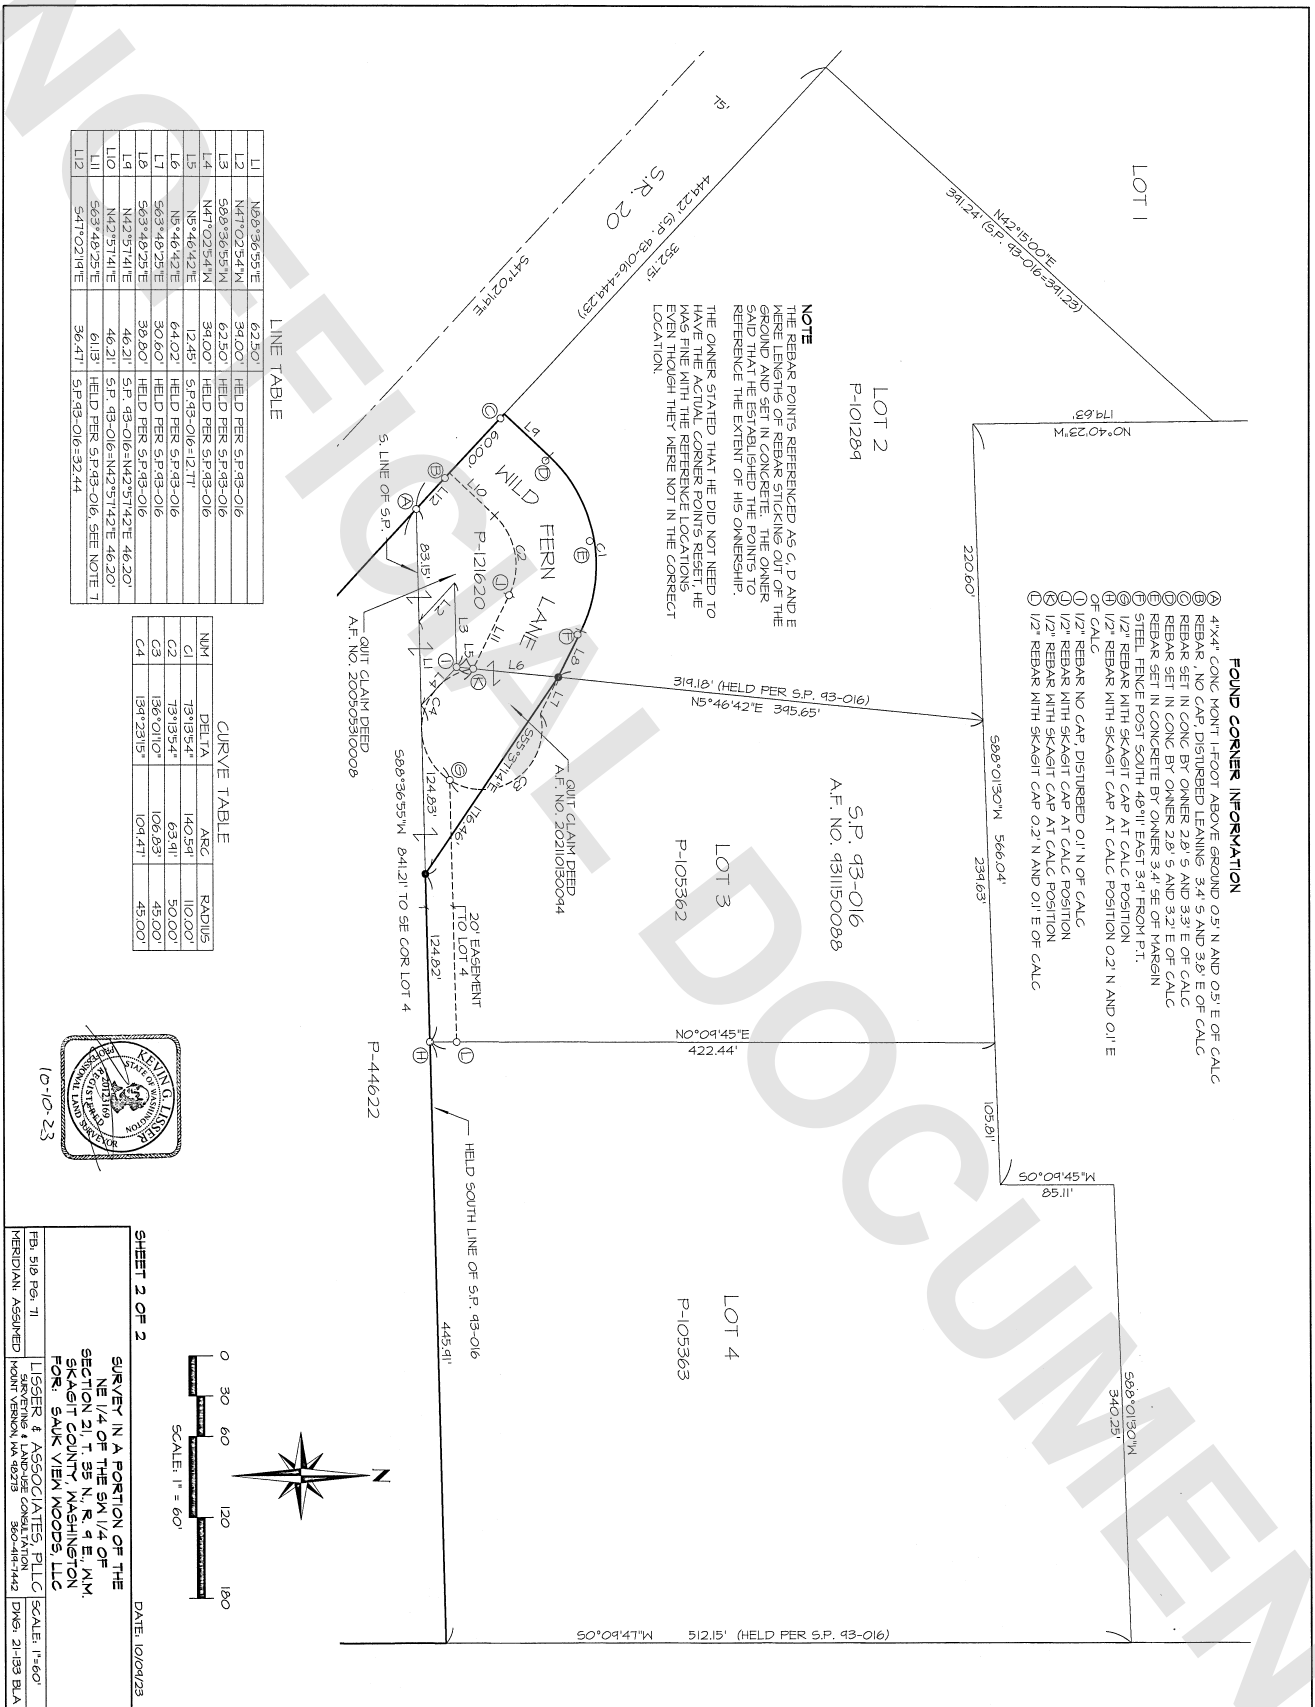 UNOFFICIAL DOCUMENT
LOT 1
N42°15'00"E
391.24' (S.P. 93-016=391.23)
75'
S.R. 20
449.22' (S.P. 93-016=449.23)
352.75'
S47°02'19"E
LOT 2
P-101289
179.63'
N0°40'23"W
220.60'
S88°01'30"W 566.04'
239.63'
105.81'
S0°09'45"W
85.11'
S88°01'30"W
340.25'
NOTE
THE REBAR POINTS REFERENCED AS C, D AND E
WERE LENGTHS OF REBAR STICKING OUT OF THE
GROUND AND SET IN CONCRETE. THE OWNER
SAID THAT HE ESTABLISHED THE POINTS TO
REFERENCE THE EXTENT OF HIS OWNERSHIP.
THE OWNER STATED THAT HE DID NOT NEED TO
HAVE THE ACTUAL CORNER POINTS RESET, HE
WAS FINE WITH THE REFERENCE LOCATIONS
EVEN THOUGH THEY WERE NOT IN THE CORRECT
LOCATION.
FOUND CORNER INFORMATION
A 4"X4" CONC MONT 1-FOOT ABOVE GROUND 0.5' N AND 0.5' E OF CALC
B REBAR, NO CAP, DISTURBED LEANING 3.4' S AND 3.8' E OF CALC
C REBAR SET IN CONC BY OWNER 2.8' S AND 3.3' E OF CALC
D REBAR SET IN CONC BY OWNER 2.8' S AND 3.2' E OF CALC
E REBAR SET IN CONCRETE BY OWNER 3.4' SE OF MARGIN
F STEEL FENCE POST SOUTH 48°11' EAST 3.9' FROM P.T.
G 1/2" REBAR WITH SKAGIT CAP AT CALC POSITION
H 1/2" REBAR WITH SKAGIT CAP AT CALC POSITION 0.2' N AND 0.1' E
OF CALC
I 1/2" REBAR NO CAP, DISTURBED 0.1' N OF CALC
J 1/2" REBAR WITH SKAGIT CAP AT CALC POSITION
K 1/2" REBAR WITH SKAGIT CAP AT CALC POSITION
L 1/2" REBAR WITH SKAGIT CAP 0.2' N AND 0.1' E OF CALC
S.P. 93-016
A.F. NO. 9311150088
LOT 3
P-105362
LOT 4
P-105363
319.18' (HELD PER S.P. 93-016)
N5°46'42"E 395.65'
N0°09'45"E
422.44'
S0°09'47"W 512.15' (HELD PER S.P. 93-016)
WILD FERN LANE
C
60.00'
B
L12
A
L9
D
L10
E
C1
C2
J
L11
F
L8
L7
L6
L5
K
I
L3
L2
L1
L4
C4
C3
G
P-121620
S55°37'14"E
176.46'
S. LINE OF S.P.
83.15'
124.83'
124.82'
S88°36'55"W 841.21' TO SE COR LOT 4
QUIT CLAIM DEED
A.F. NO. 200505310008
QUIT CLAIM DEED
A.F. NO. 202110130094
20' EASEMENT
TO LOT 4
L
H
P-44622
HELD SOUTH LINE OF S.P. 93-016
445.91'
LINE TABLE
L1 N88°36'55"E 62.50'
L2 N47°02'54"W 39.00' HELD PER S.P.93-016
L3 S88°36'55"W 62.50' HELD PER S.P.93-016
L4 N47°02'54"W 39.00' HELD PER S.P.93-016
L5 N5°46'42"E 12.45' S.P.93-016=12.77'
L6 N5°46'42"E 64.02' HELD PER S.P.93-016
L7 S63°48'25"E 30.60' HELD PER S.P.93-016
L8 S63°48'25"E 38.80' HELD PER S.P.93-016
L9 N42°57'41"E 46.21' S.P. 93-016=N42°57'42"E 46.20'
L10 N42°57'41"E 46.21' S.P. 93-016=N42°57'42"E 46.20'
L11 S63°48'25"E 61.13' HELD PER S.P.93-016, SEE NOTE 7
L12 S47°02'19"E 36.47' S.P.93-016=32.44
CURVE TABLE
NUM DELTA ARC RADIUS
C1 73°13'54" 140.59' 110.00'
C2 73°13'54" 63.91' 50.00'
C3 136°01'10" 106.83' 45.00'
C4 139°23'15" 109.47' 45.00'
KEVIN G. LISSER
STATE OF WASHINGTON
20123169
REGISTERED
PROFESSIONAL LAND SURVEYOR
10-10-23
N
0 30 60 120 180
SCALE: 1" = 60'
SHEET 2 OF 2
DATE: 10/09/23
SURVEY IN A PORTION OF THE
NE 1/4 OF THE SW 1/4 OF
SECTION 21, T. 35 N., R. 9 E., W.M.
SKAGIT COUNTY, WASHINGTON
FOR: SAUK VIEW WOODS, LLC
FB: 518 PG: 71
MERIDIAN: ASSUMED
LISSER & ASSOCIATES, PLLC
SURVEYING & LAND-USE CONSULTATION
MOUNT VERNON, WA 98273 360-419-7442
SCALE: 1"=60'
DWG: 21-133 BLA